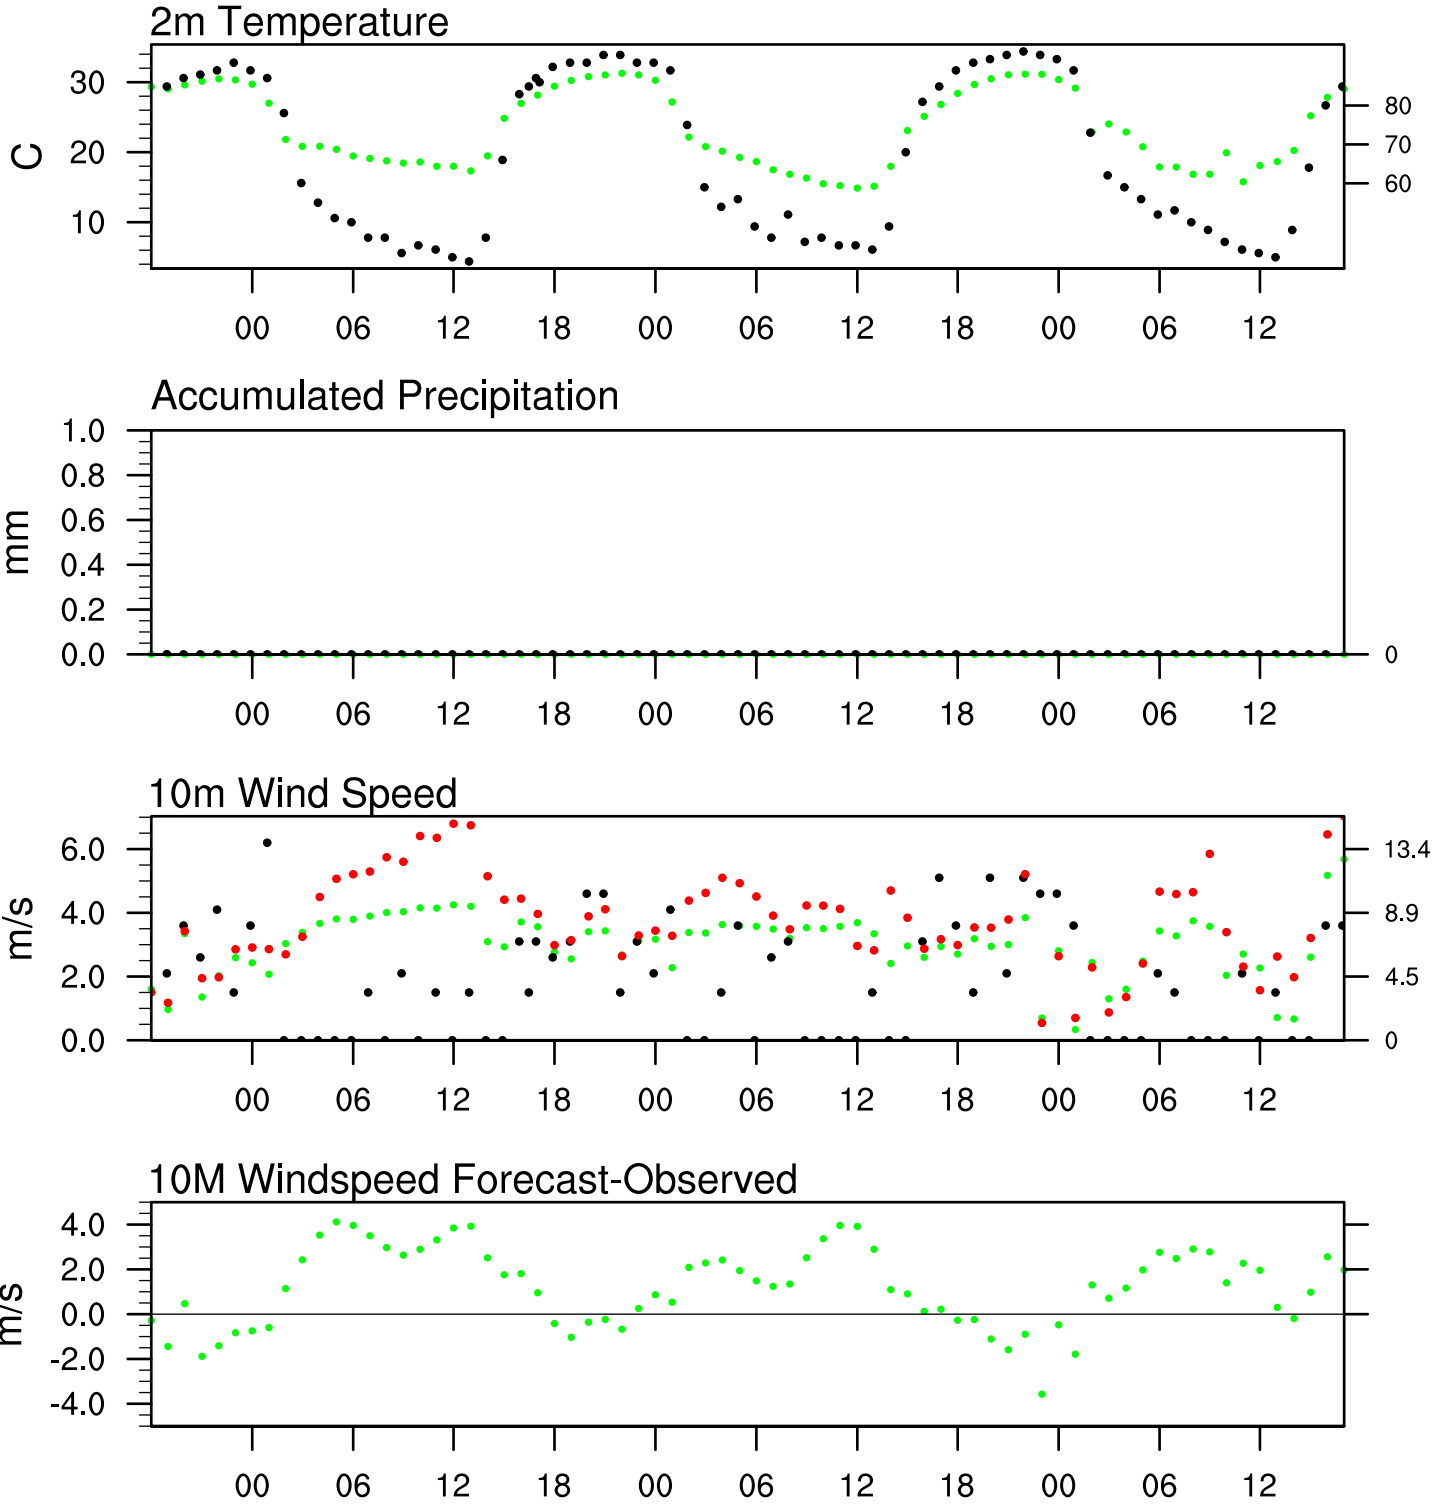 2m Temperature
C
30
20
10
80
70
60
00 06 12 18 00 06 12 18 00 06 12
Accumulated Precipitation
mm
1.0
0.8
0.6
0.4
0.2
0.0
0
00 06 12 18 00 06 12 18 00 06 12
10m Wind Speed
m/s
6.0
4.0
2.0
0.0
13.4
8.9
4.5
0
00 06 12 18 00 06 12 18 00 06 12
10M Windspeed Forecast-Observed
m/s
4.0
2.0
0.0
-2.0
-4.0
00 06 12 18 00 06 12 18 00 06 12